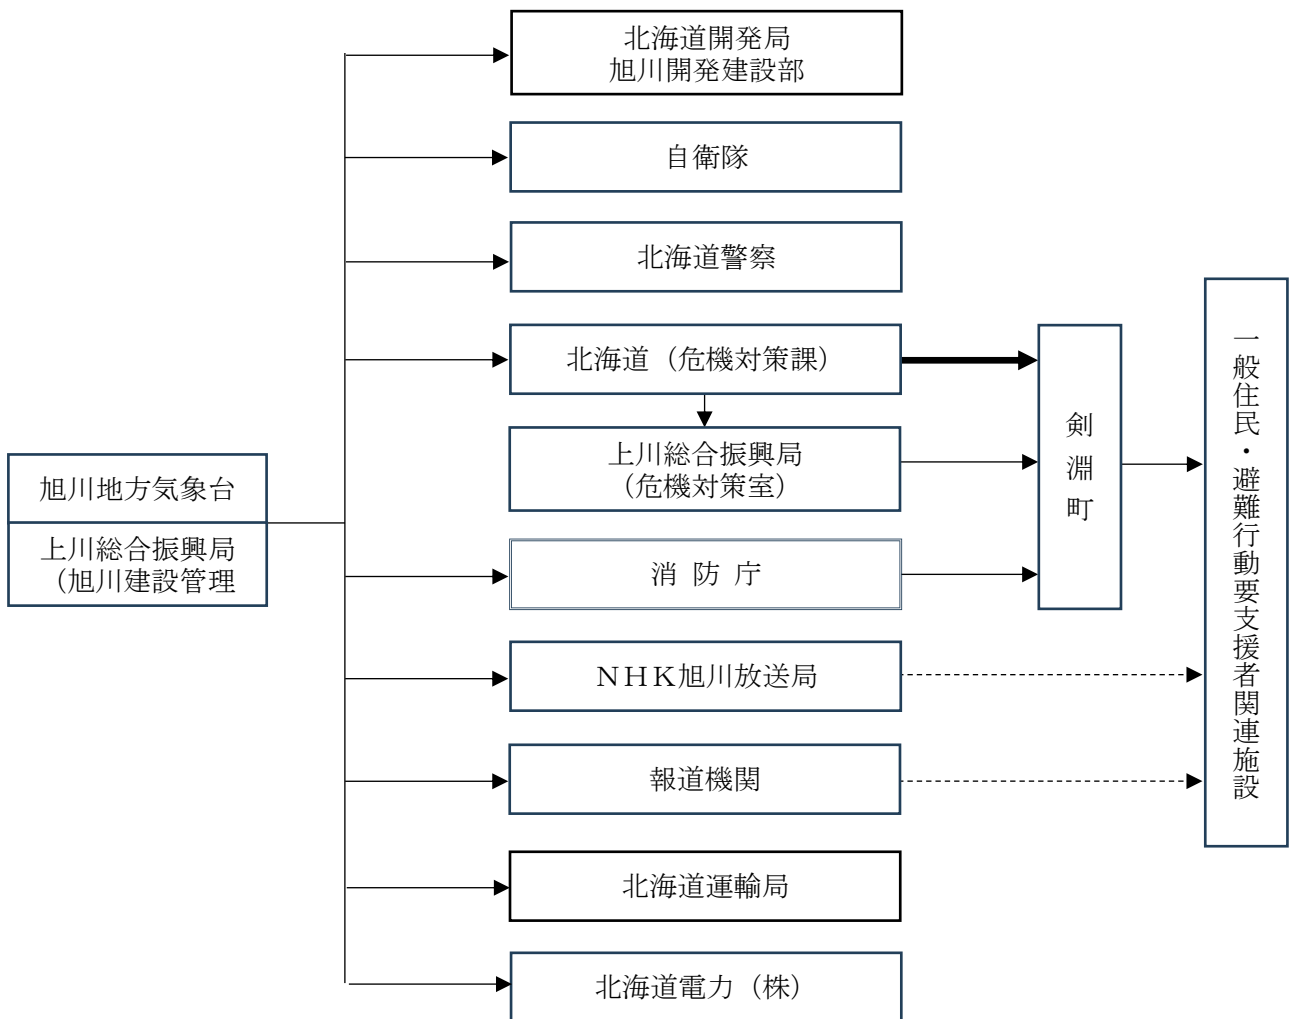 北海道開発局
旭川開発建設部
自衛隊
北海道警察
北海道（危機対策課）
上川総合振興局
（危機対策室）
旭川地方気象台
上川総合振興局
（旭川建設管理
消 防 庁
NHK旭川放送局
報道機関
北海道運輸局
北海道電力（株）
剣淵町
一般住民・避難行動要支援者関連施設